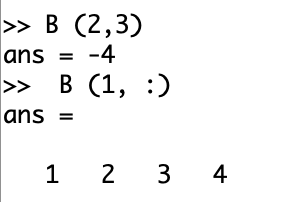 >> B (2,3)
ans = -4
>>  B (1, :)
ans =
1   2   3   4